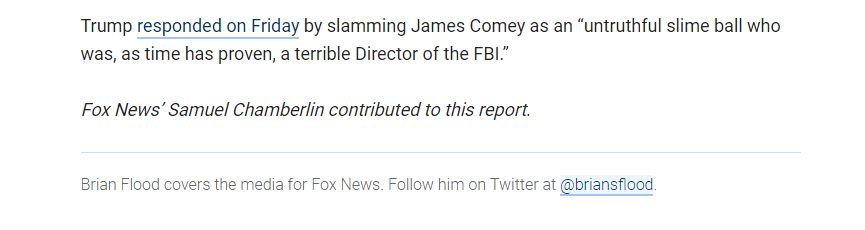 Trump responded on Friday by slamming James Comey as an “untruthful slime ball who
was, as time has proven, a terrible Director of the FBI.”
Fox News’ Samuel Chamberlin contributed to this report.
Brian Flood covers the media for Fox News. Follow him on Twitter at @briansflood.